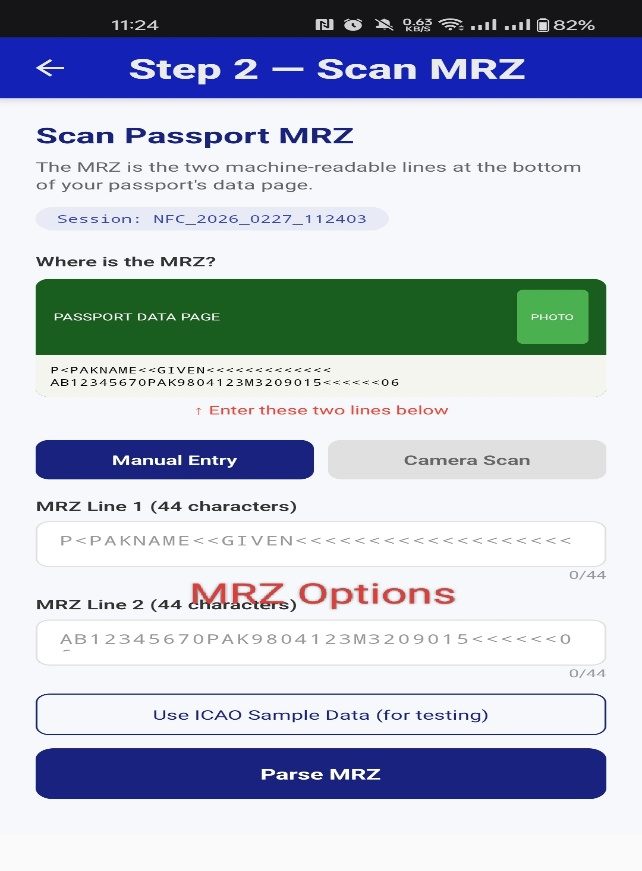 11:24 0.63 KB/S 82%
← Step 2 — Scan MRZ
Scan Passport MRZ
The MRZ is the two machine-readable lines at the bottom
of your passport's data page.
Session: NFC_2026_0227_112403
Where is the MRZ?
PASSPORT DATA PAGE PHOTO
P<PAKNAME<<GIVEN<<<<<<<<<<<<<
AB12345670PAK9804123M3209015<<<<<<06
↑ Enter these two lines below
Manual Entry Camera Scan
MRZ Line 1 (44 characters)
P<PAKNAME<<GIVEN<<<<<<<<<<<<<<<<<<<
0/44
MRZ Options
MRZ Line 2 (44 characters)
AB12345670PAK9804123M3209015<<<<<<0
0/44
Use ICAO Sample Data (for testing)
Parse MRZ